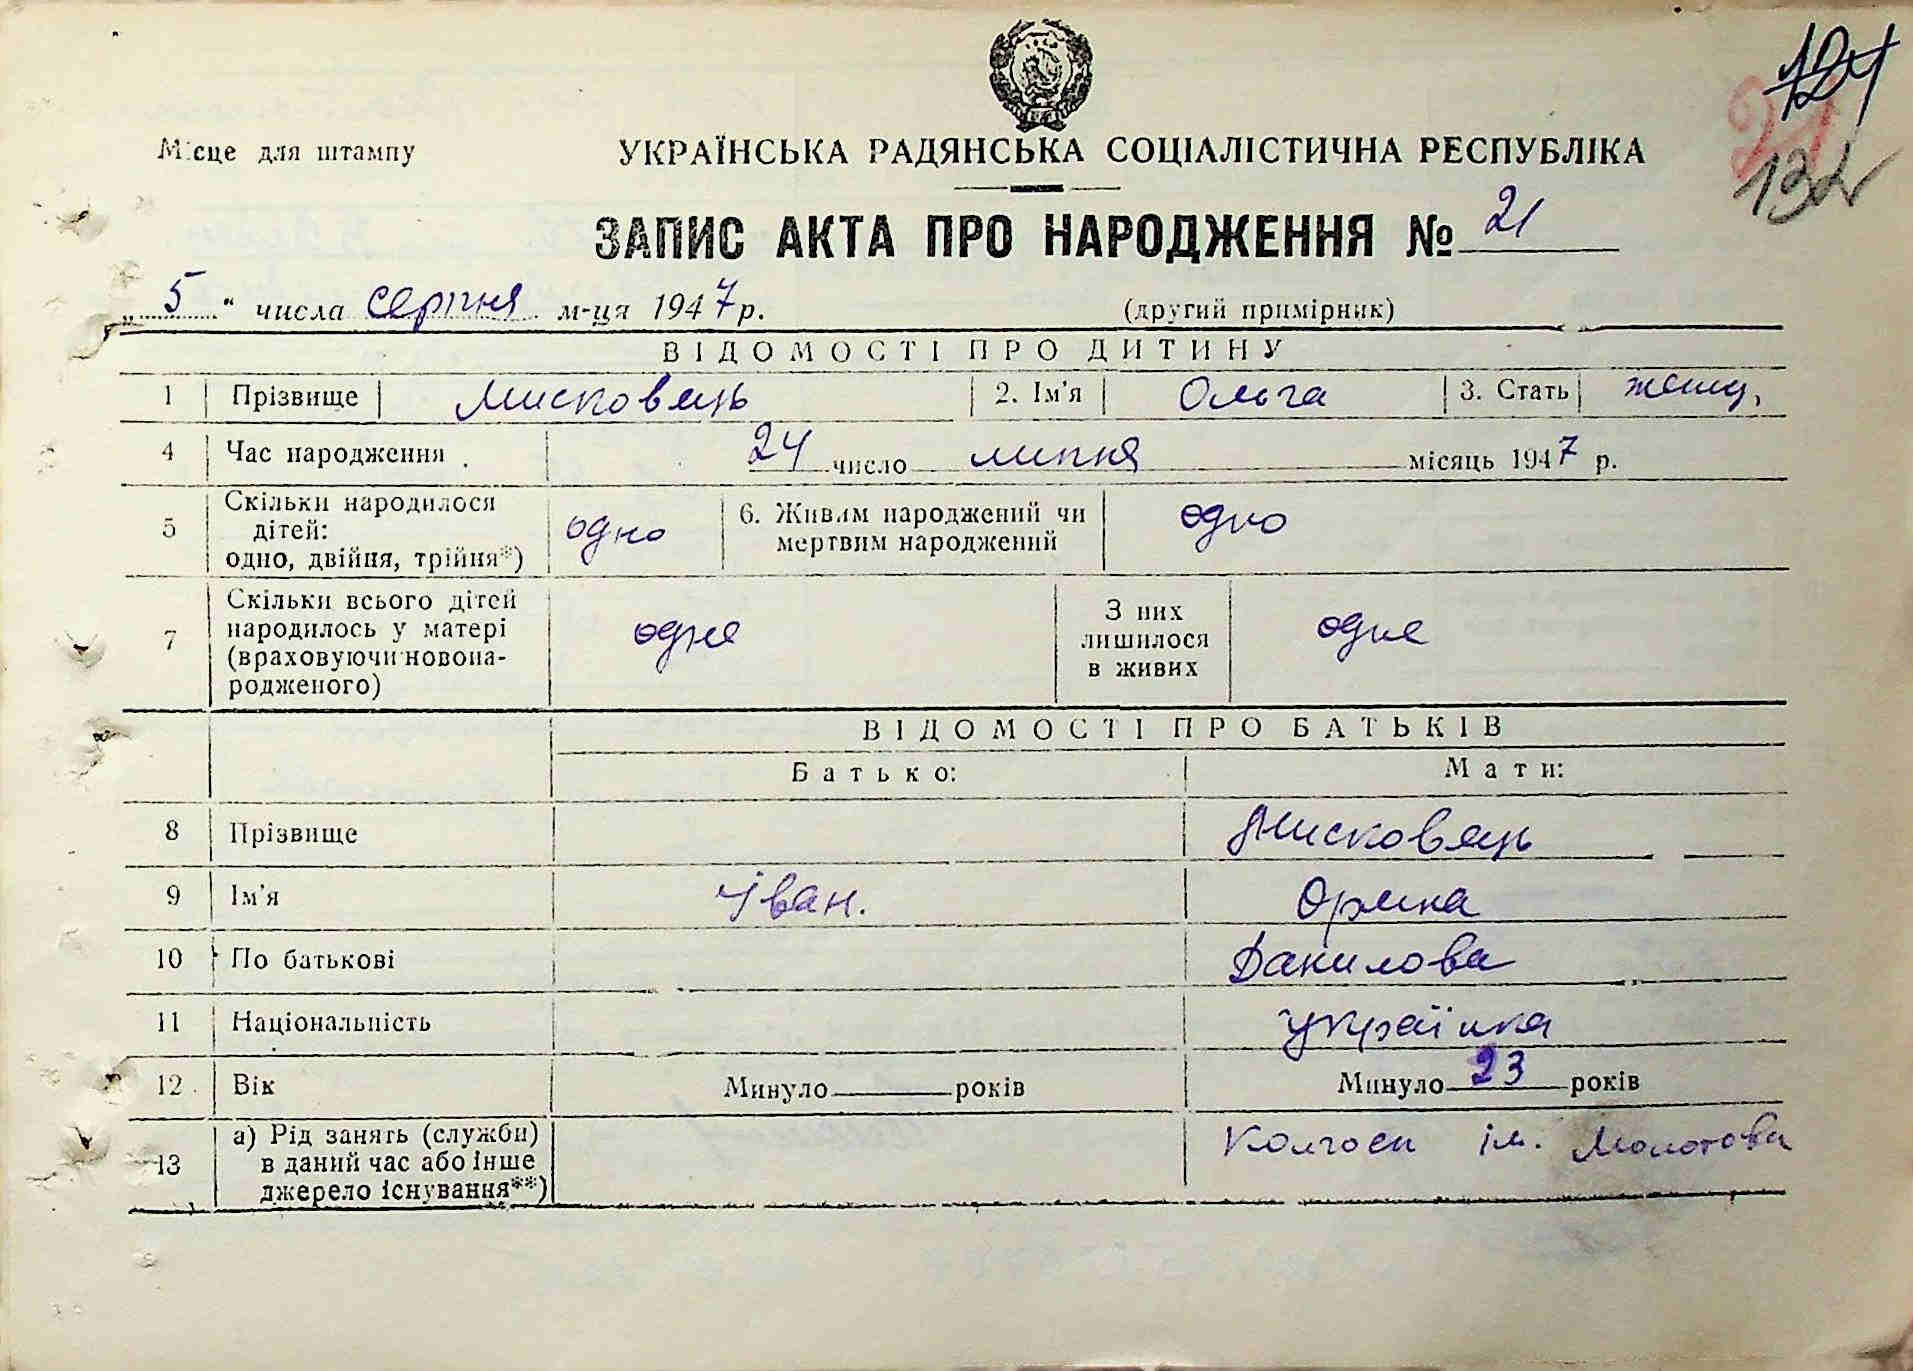 124
21
132
Місце для штампу
УКРАЇНСЬКА РАДЯНСЬКА СОЦІАЛІСТИЧНА РЕСПУБЛІКА
ЗАПИС АКТА ПРО НАРОДЖЕННЯ № 21
„ 5 “ числа серпня м-ця 1947 р. (другий примірник)
ВІДОМОСТІ ПРО ДИТИНУ
1 Прізвище Мисковець 2. Ім'я Ольга 3. Стать
4 Час народження 24 число липня місяць 1947 р.
5 Скільки народилося дітей: одно, двійня, трійня*) одно 6. Живим народжений чи мертвим народжений одно
7 Скільки всього дітей народилось у матері (враховуючи новона-родженого) одне З них лишилося в живих одне
ВІДОМОСТІ ПРО БАТЬКІВ
Батько: Мати:
8 Прізвище Мисковець
9 Ім'я Іван. Орина
10 По батькові Данилова
11 Національність українка
12 Вік Минуло років Минуло 23 років
13 а) Рід занять (служби) в даний час або інше джерело існування**) Колгосп ім. Молотова